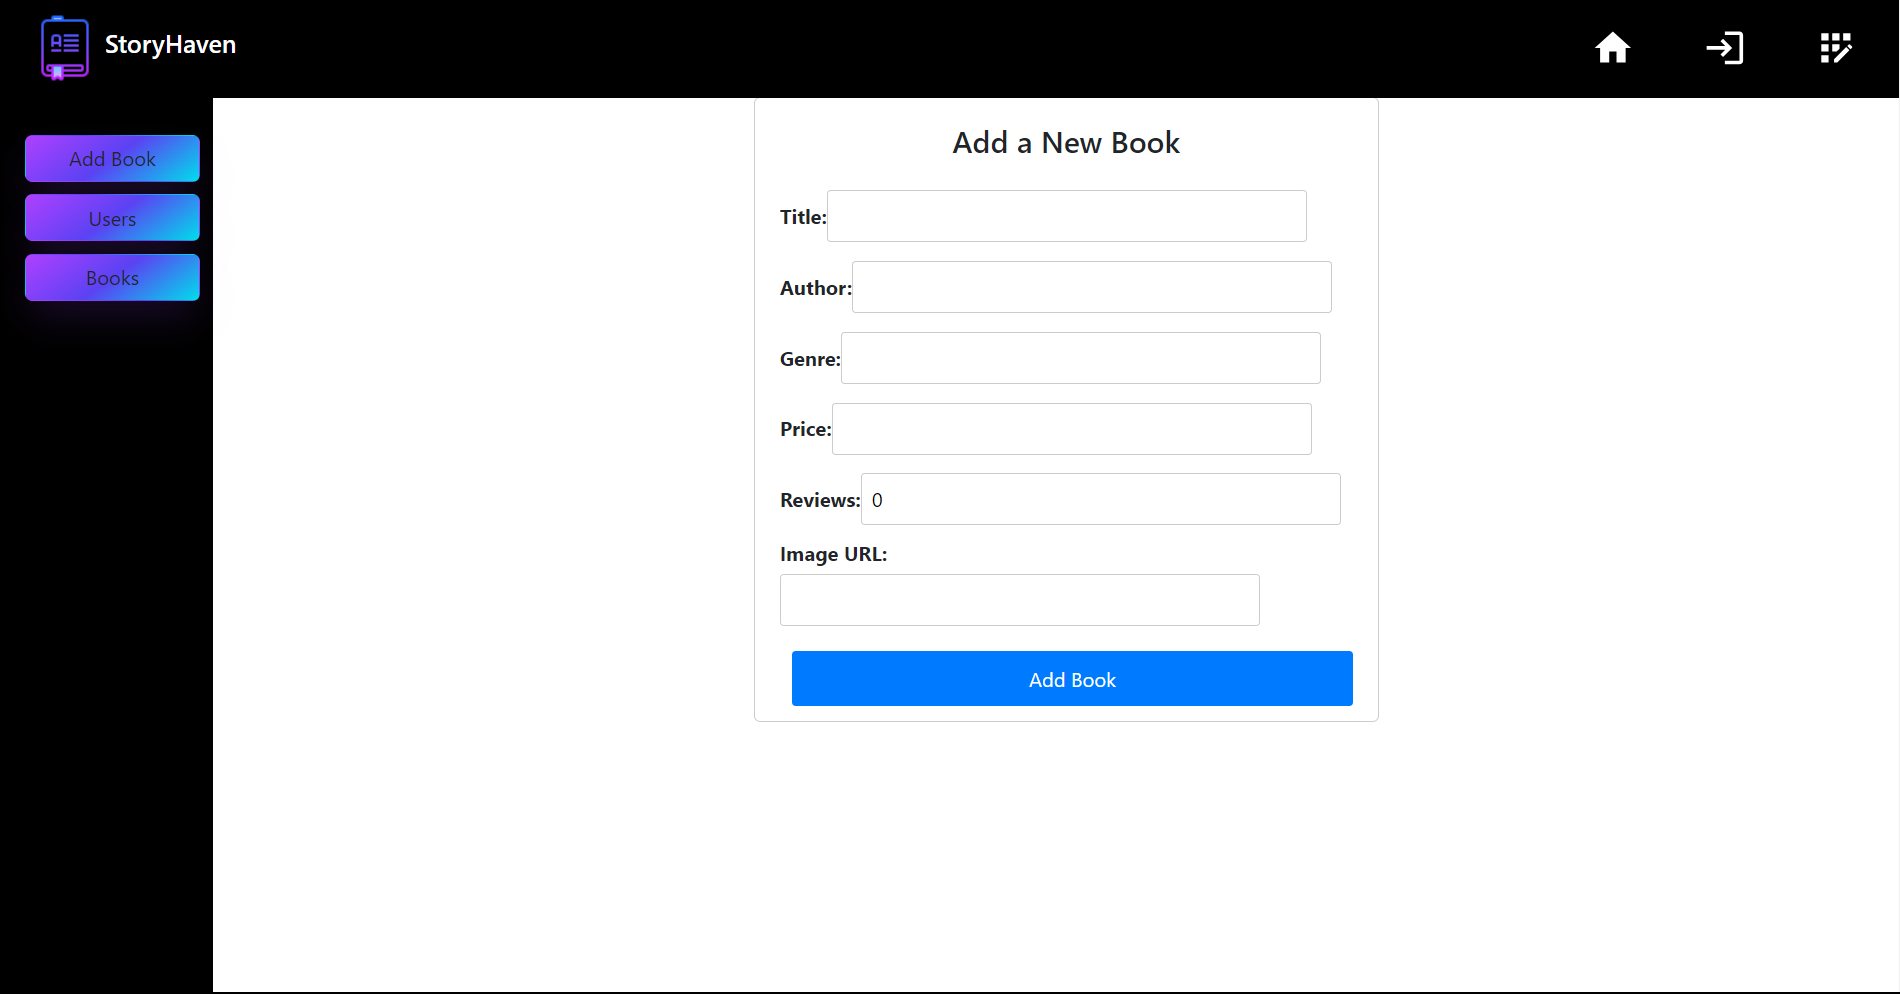 StoryHaven
Add Book
Users
Books
Add a New Book
Title:
Author:
Genre:
Price:
Reviews: 0
Image URL:
Add Book